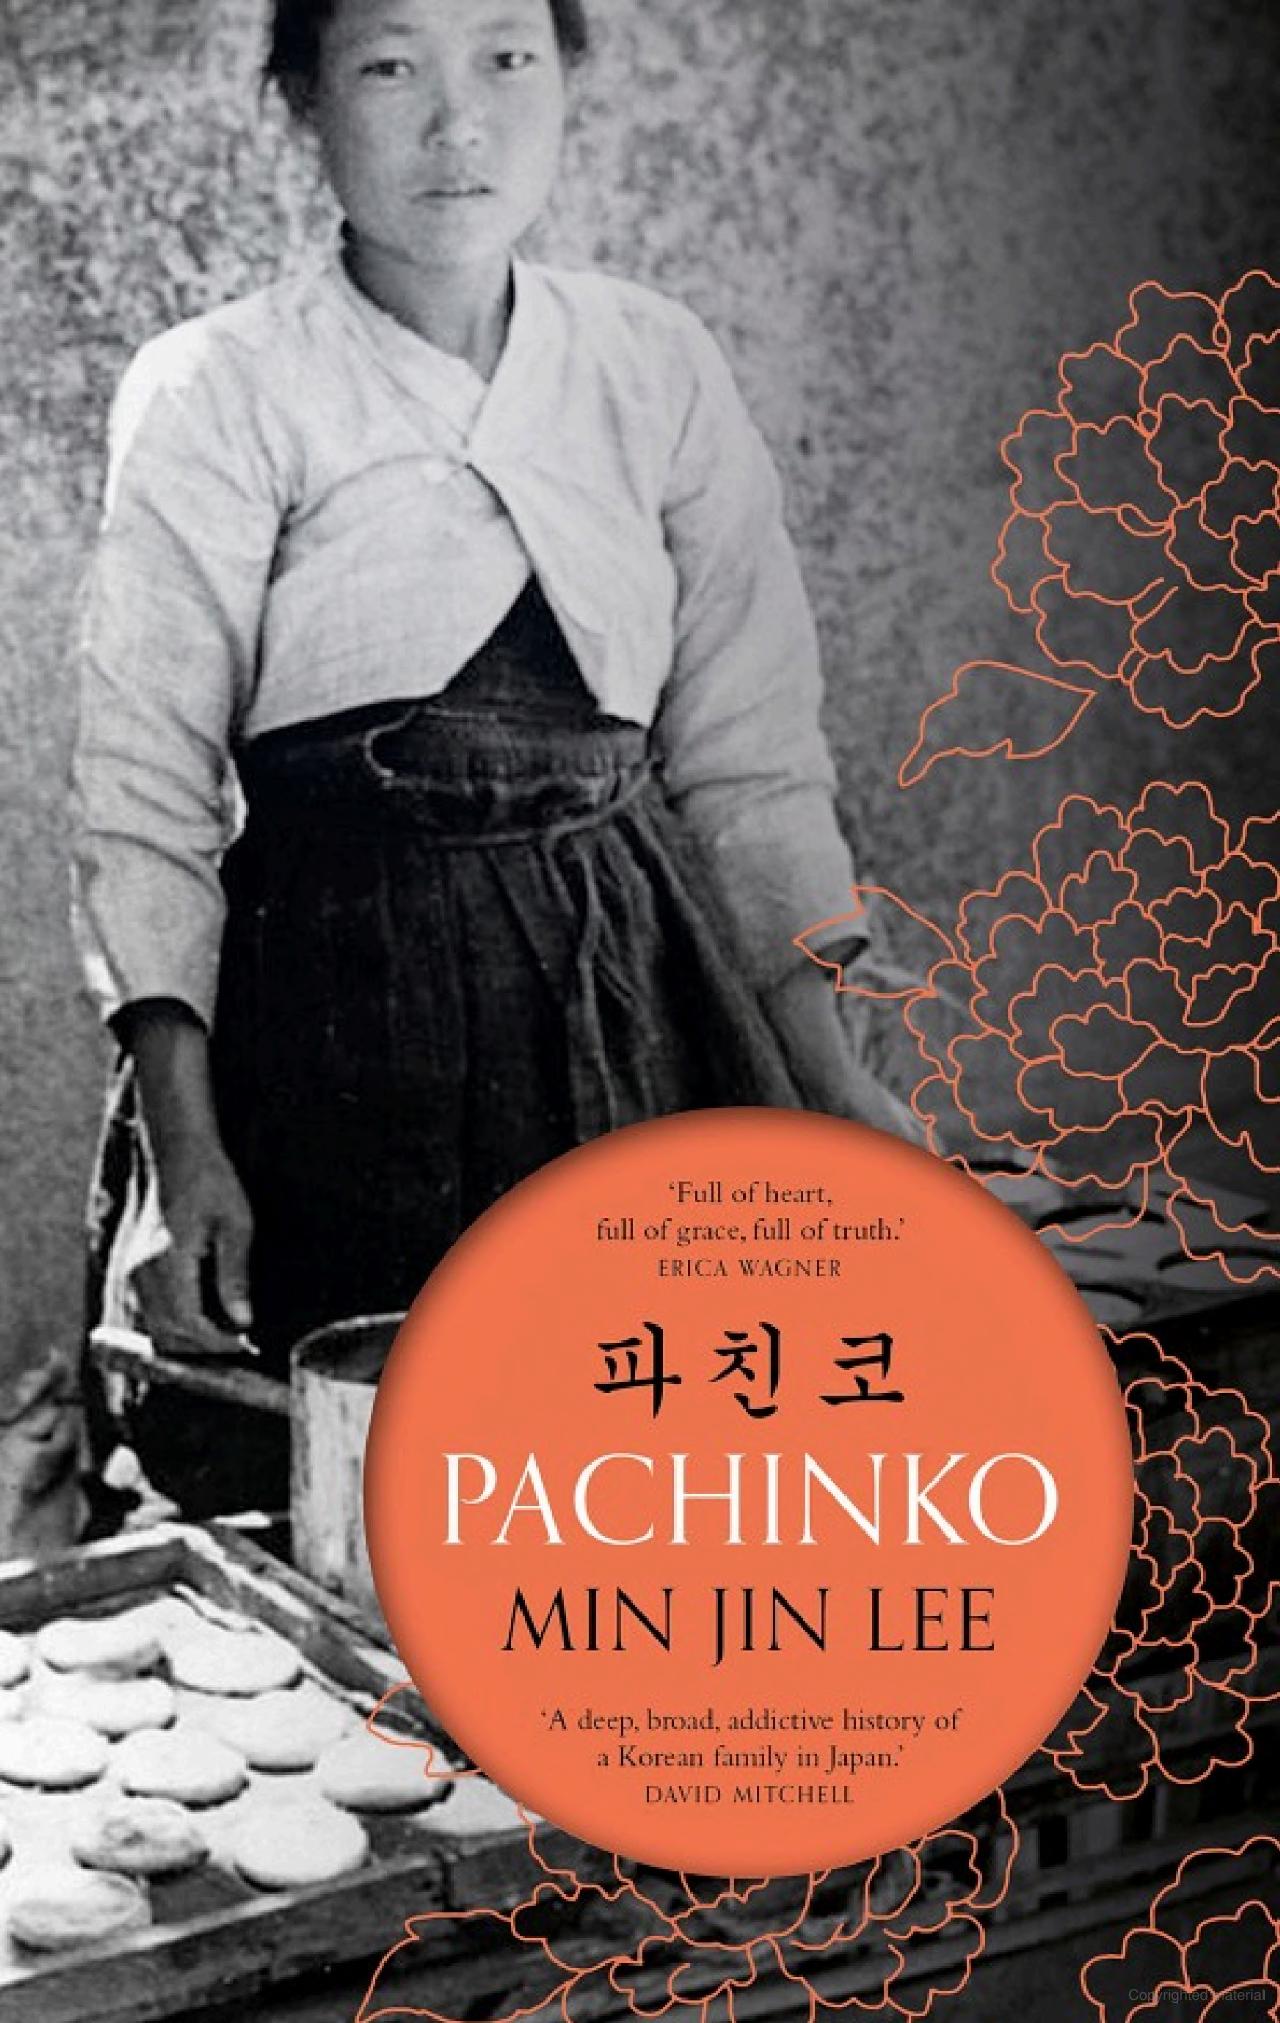 ‘Full of heart,
full of grace, full of truth.’
ERICA WAGNER
파친코
PACHINKO
MIN JIN LEE
‘A deep, broad, addictive history of
a Korean family in Japan.’
DAVID MITCHELL
Copyrighted Material